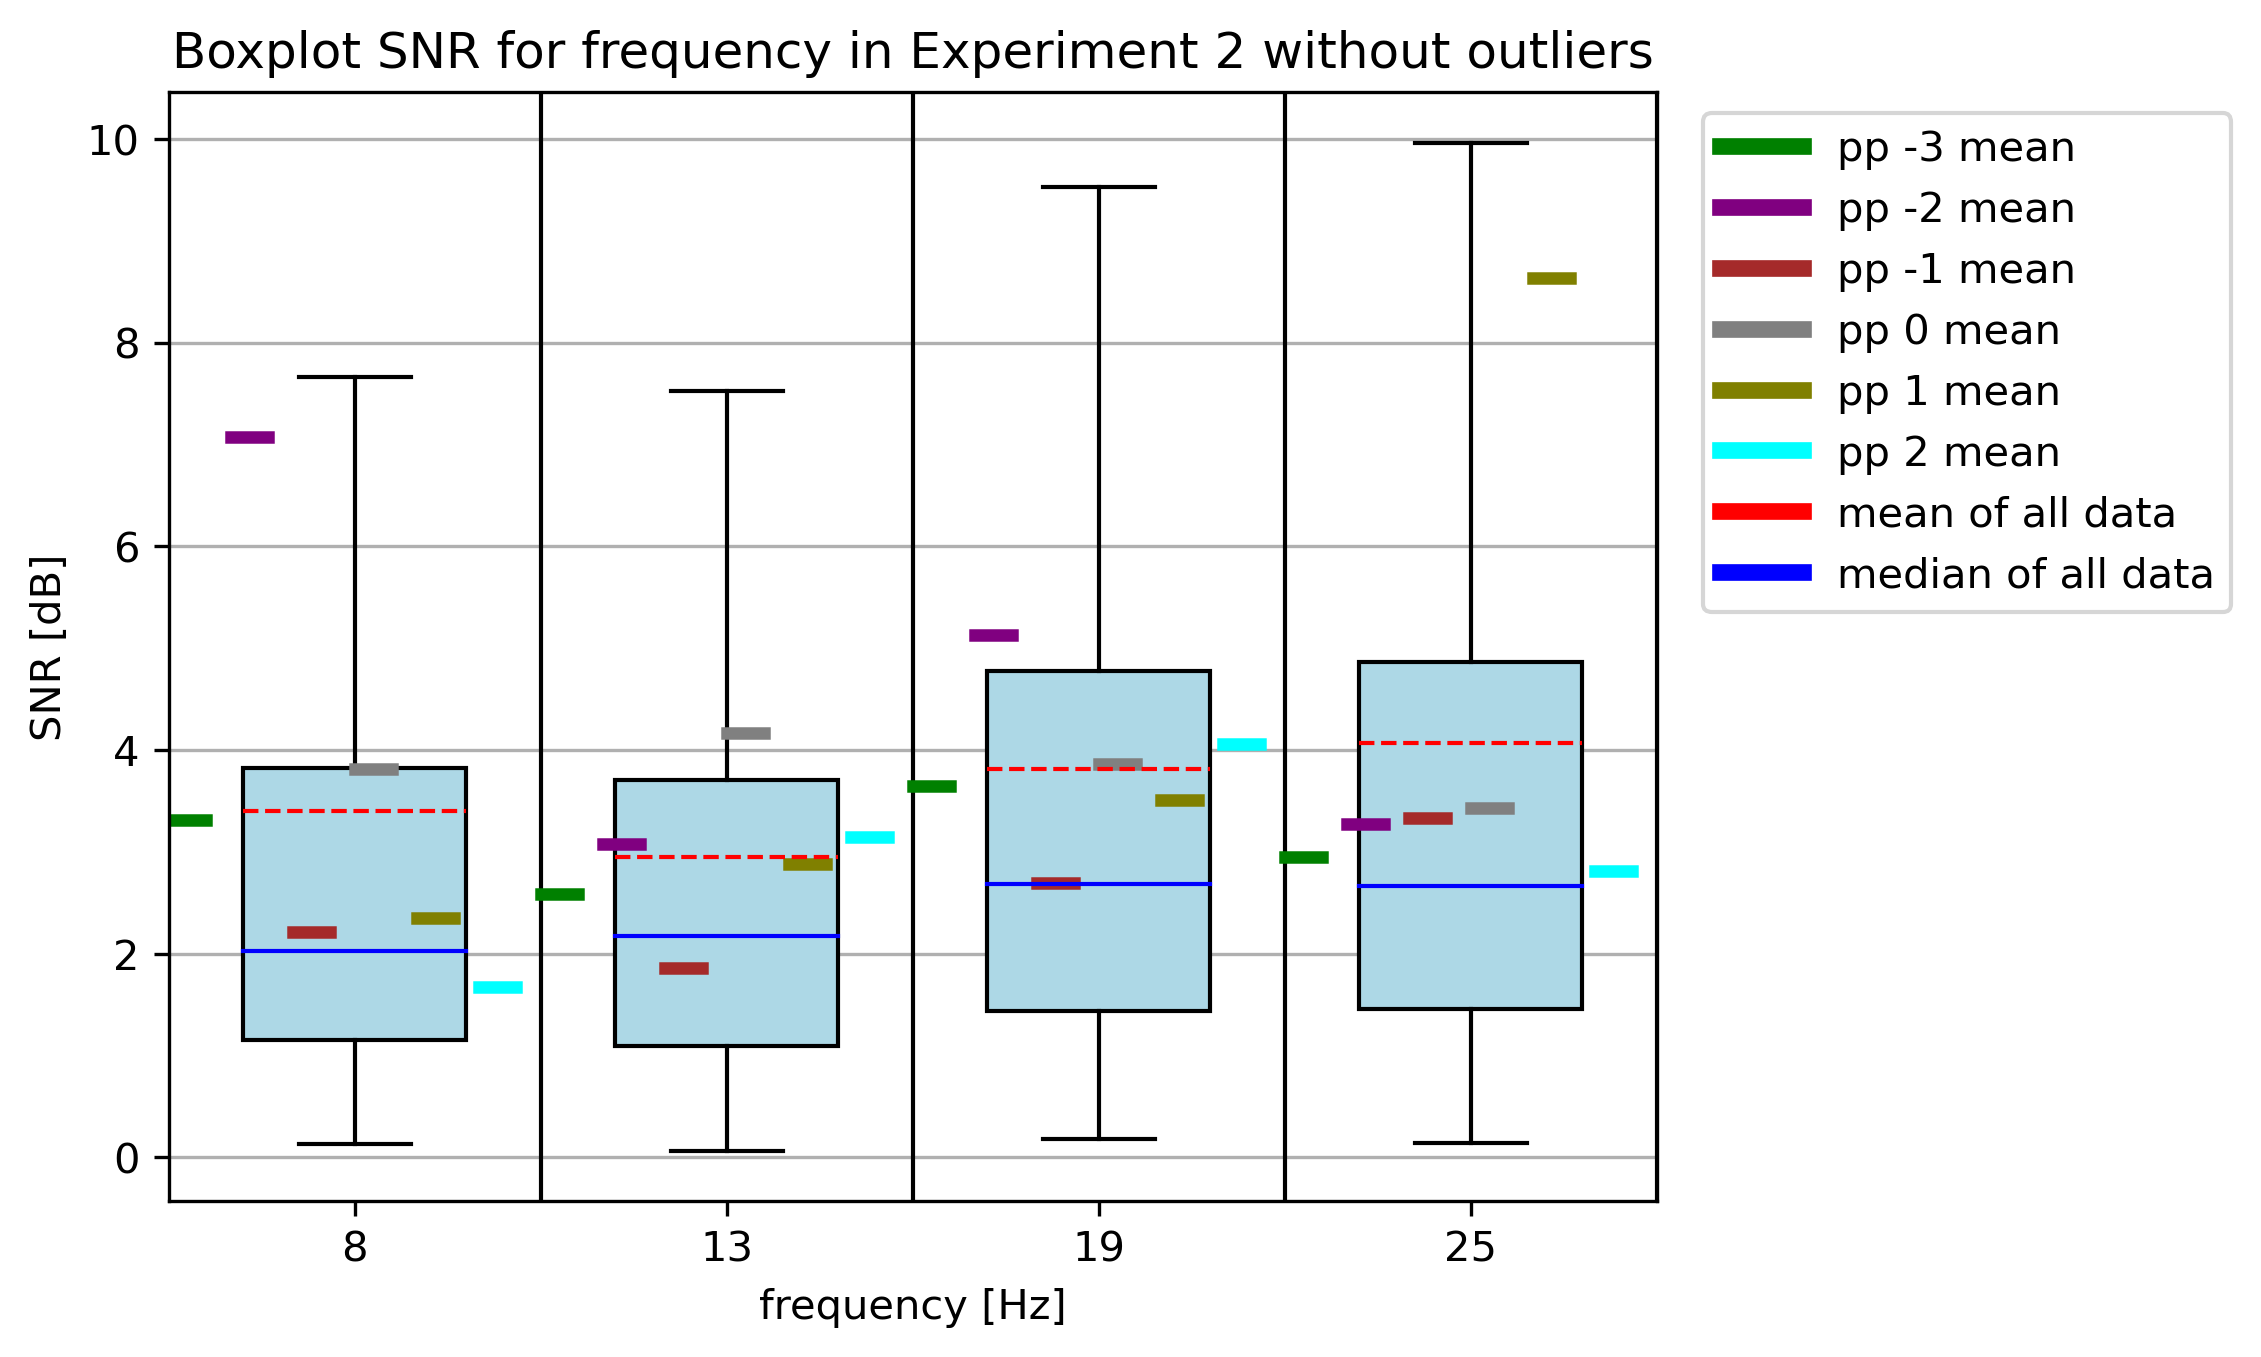 Boxplot SNR for frequency in Experiment 2 without outliers
10
8
6
4
2
0
SNR [dB]
8 13 19 25
frequency [Hz]
pp -3 mean
pp -2 mean
pp -1 mean
pp 0 mean
pp 1 mean
pp 2 mean
mean of all data
median of all data